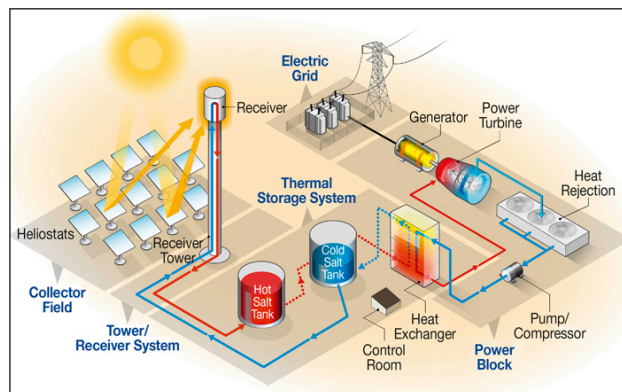 Electric
Grid
Receiver
Generator
Power
Turbine
Heat
Rejection
Thermal
Storage System
Heliostats
Receiver
Tower
Cold
Salt
Tank
Hot
Salt
Tank
Collector
Field
Tower/
Receiver System
Heat
Exchanger
Control
Room
Pump/
Compressor
Power
Block